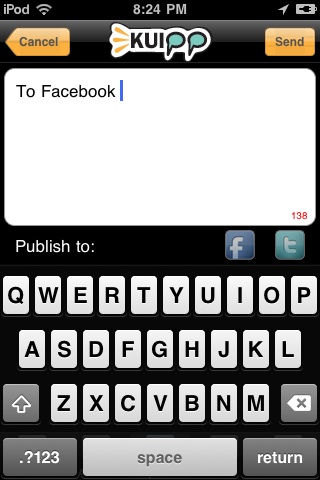 iPod 8:24 PM
Cancel KUIPP Send
To Facebook
138
Publish to: f t
Q W E R T Y U I O P
A S D F G H J K L
Z X C V B N M
.?123 space return